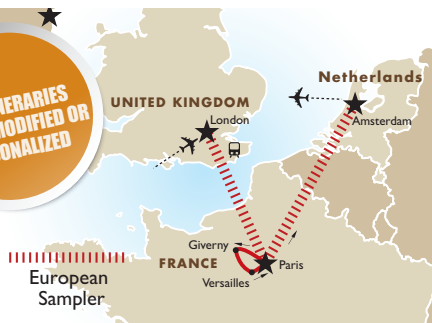 NERARIES
MODIFIED OR
ONALIZED
UNITED KINGDOM
London
Netherlands
Amsterdam
Giverny
FRANCE
Paris
Versailles
European
Sampler